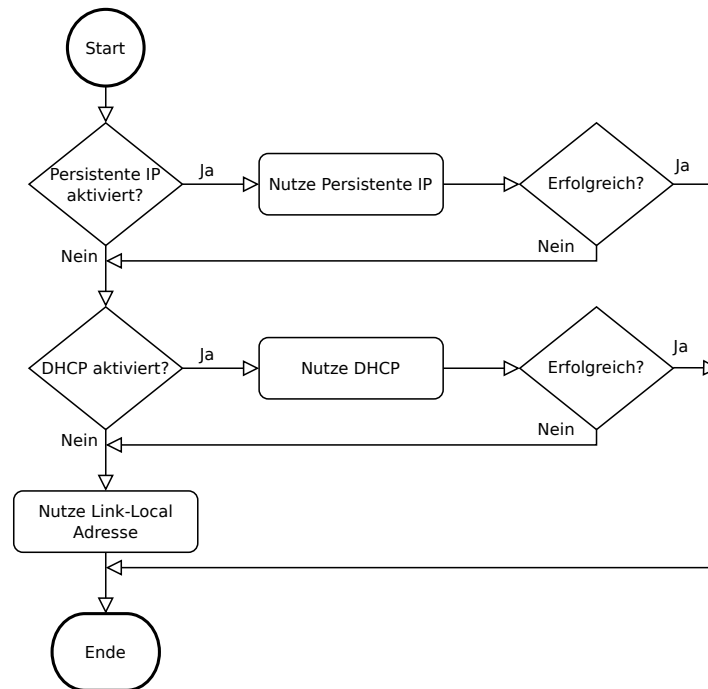 Start
Persistente IP
aktiviert?
Ja
Nutze Persistente IP
Erfolgreich?
Ja
Nein
Nein
DHCP aktiviert?
Ja
Nutze DHCP
Erfolgreich?
Ja
Nein
Nein
Nutze Link-Local
Adresse
Ende